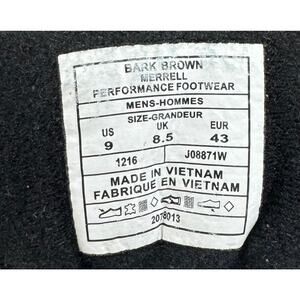 BARK BROWN
MERRELL
PERFORMANCE FOOTWEAR
MENS-HOMMES
SIZE-GRANDEUR
US UK EUR
9 8.5 43
1216 J08871W
MADE IN VIETNAM
FABRIQUE EN VIETNAM
2078013